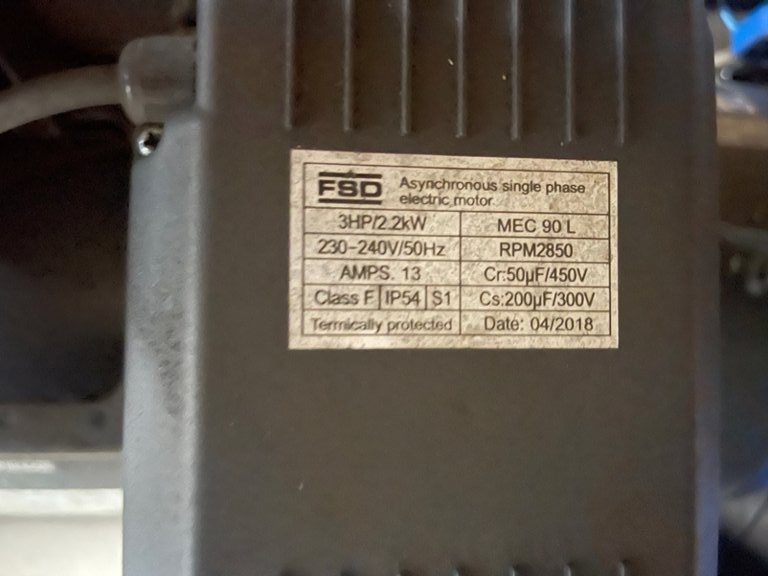 FSD Asynchronous single phase
electric motor
3HP/2.2kW MEC 90 L
230-240V/50Hz RPM2850
AMPS. 13 Cr:50µF/450V
Class F IP54 S1 Cs:200µF/300V
Termically protected Date: 04/2018